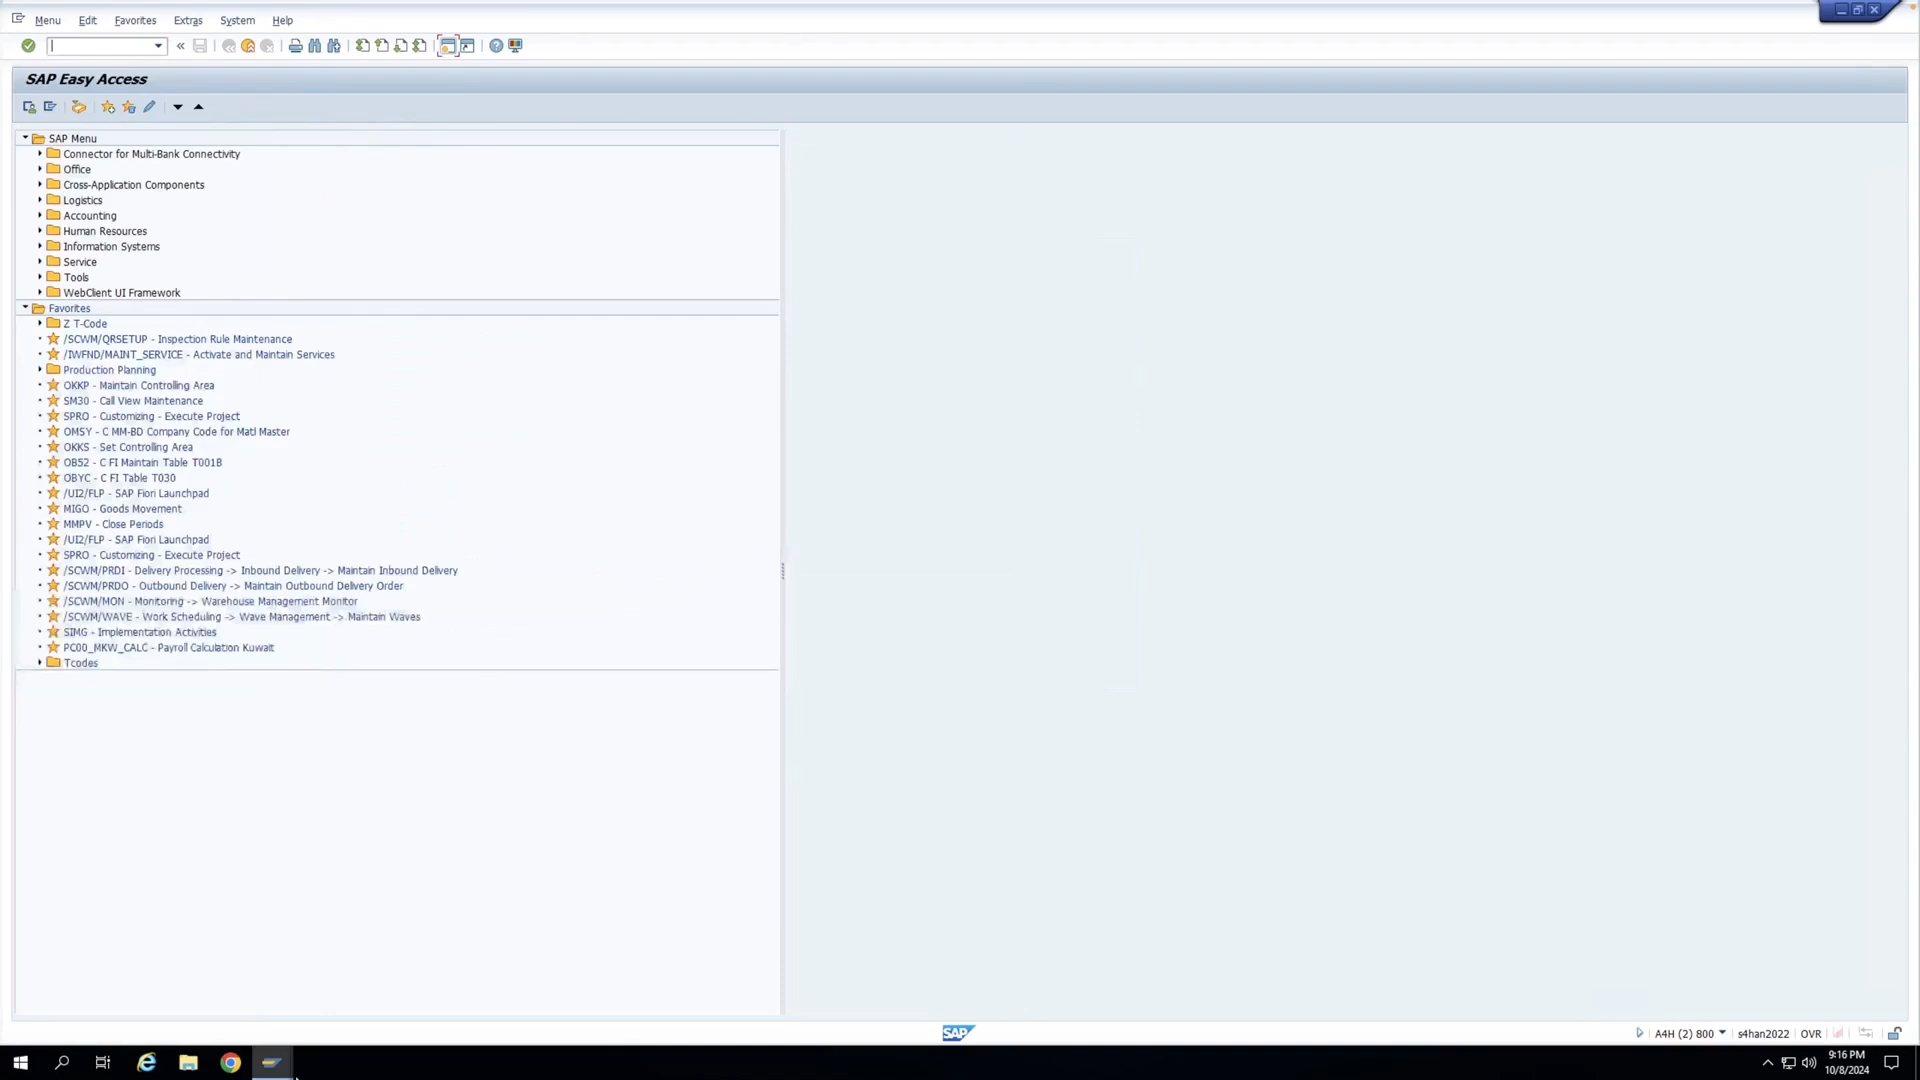 Menu Edit Favorites Extras System Help
SAP Easy Access
SAP Menu
Connector for Multi-Bank Connectivity
Office
Cross-Application Components
Logistics
Accounting
Human Resources
Information Systems
Service
Tools
WebClient UI Framework
Favorites
Z T-Code
/SCWM/QRSETUP - Inspection Rule Maintenance
/IWFND/MAINT_SERVICE - Activate and Maintain Services
Production Planning
OKKP - Maintain Controlling Area
SM30 - Call View Maintenance
SPRO - Customizing - Execute Project
OMSY - C MM-BD Company Code for Matl Master
OKKS - Set Controlling Area
OB52 - C FI Maintain Table T001B
OBYC - C FI Table T030
/UI2/FLP - SAP Fiori Launchpad
MIGO - Goods Movement
MMPV - Close Periods
/UI2/FLP - SAP Fiori Launchpad
SPRO - Customizing - Execute Project
/SCWM/PRDI - Delivery Processing -> Inbound Delivery -> Maintain Inbound Delivery
/SCWM/PRDO - Outbound Delivery -> Maintain Outbound Delivery Order
/SCWM/MON - Monitoring -> Warehouse Management Monitor
/SCWM/WAVE - Work Scheduling -> Wave Management -> Maintain Waves
SIMG - Implementation Activities
PC00_MKW_CALC - Payroll Calculation Kuwait
Tcodes
SAP
A4H (2) 800 s4han2022 OVR
9:16 PM
10/8/2024